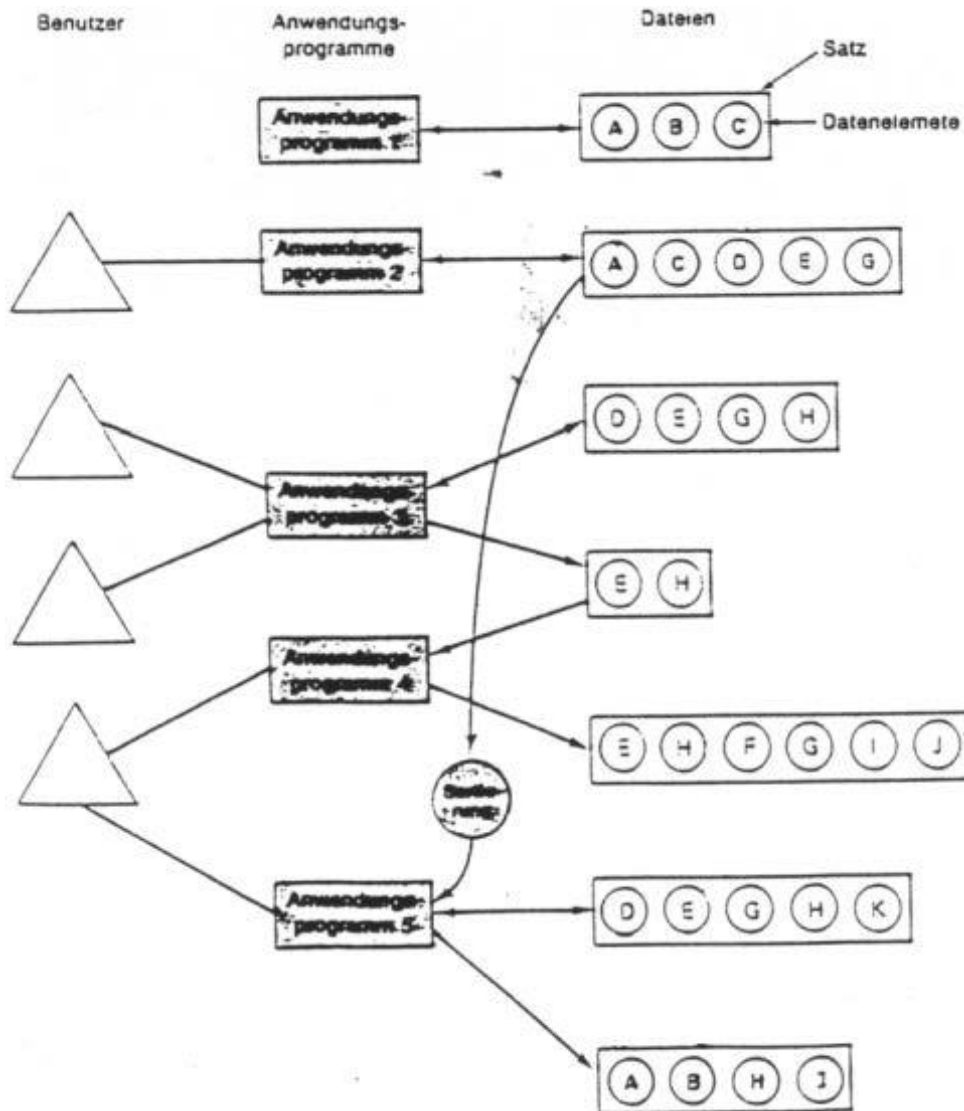 Benutzer
Anwendungs-
programme
Dateien
Satz
Datenelemete
Anwendungs-
programm 1
A B C
Anwendungs-
programm 2
A C D E G
D E G H
Anwendungs-
programm 3
E H
Anwendungs-
programm 4
E H F G I J
Sortie-
rung
Anwendungs-
programm 5
D E G H K
A B H I